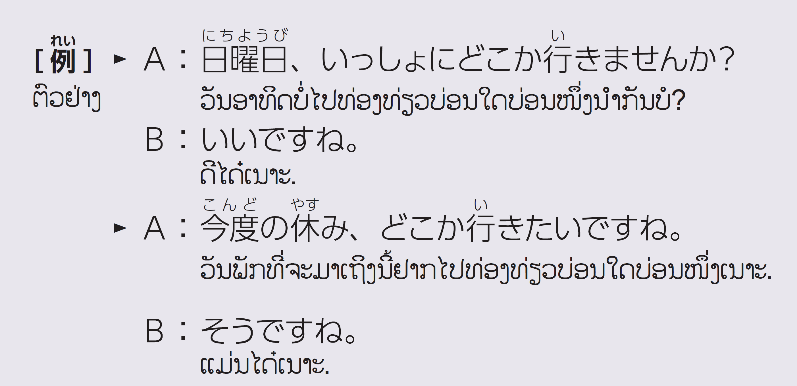 にちようび い
[例] ► A：日曜日、いっしょにどこか行きませんか？
れい
ຕົວຢ່າງ ວັນອາທິດບໍ່ໄປທ່ອງທ່ຽວບ່ອນໃດບ່ອນໜຶ່ງນຳກັນບໍ?
B：いいですね。
ດີໄດ໋ເນາະ.
こんど やす い
► A：今度の休み、どこか行きたいですね。
ວັນພັກທີ່ຈະມາເຖິງນີ້ຢາກໄປທ່ອງທ່ຽວບ່ອນໃດບ່ອນໜຶ່ງເນາະ.
B：そうですね。
ແມ່ນໄດ໋ເນາະ.